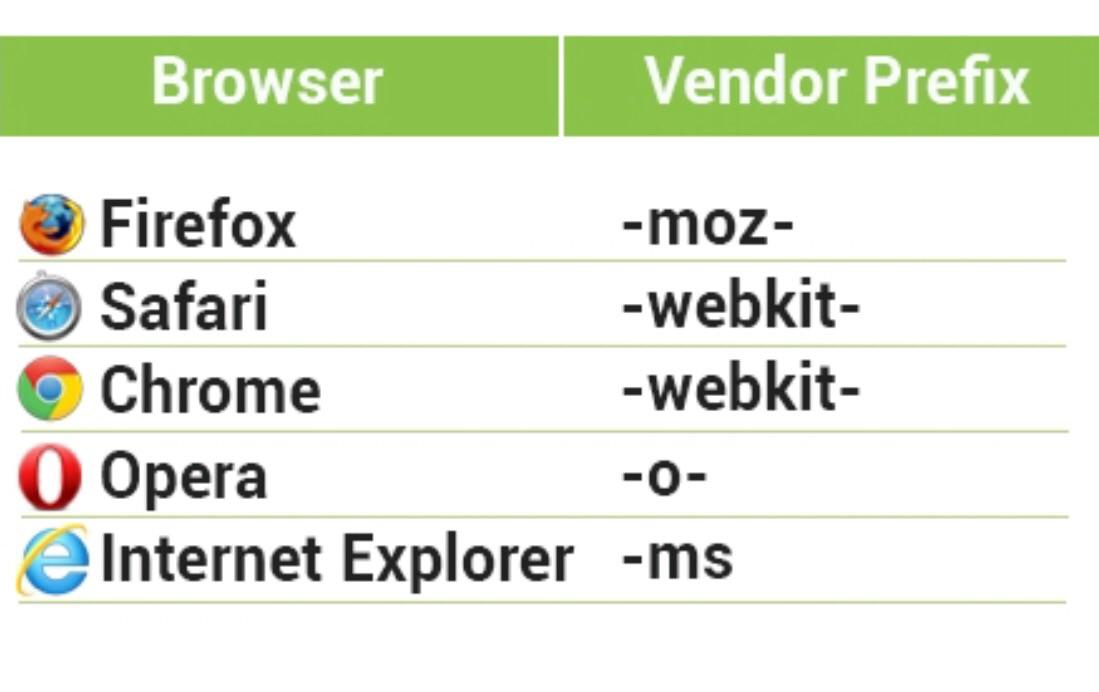 Browser Vendor Prefix
Firefox -moz-
Safari -webkit-
Chrome -webkit-
Opera -o-
Internet Explorer -ms